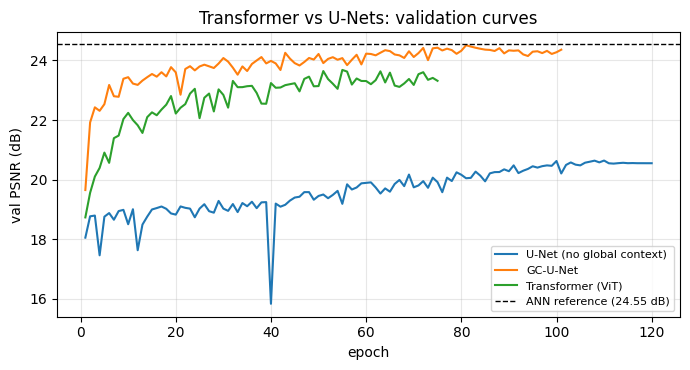 Transformer vs U-Nets: validation curves
val PSNR (dB)
24
22
20
18
16
0
20
40
60
80
100
120
epoch
U-Net (no global context)
GC-U-Net
Transformer (ViT)
ANN reference (24.55 dB)